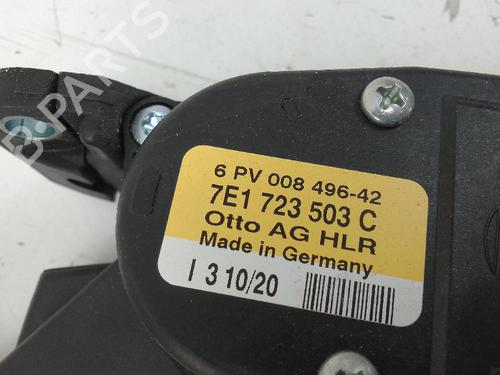 B-PARTS
6 PV 008 496-42
7E1 723 503 C
Otto AG HLR
Made in Germany
I 3 10/20